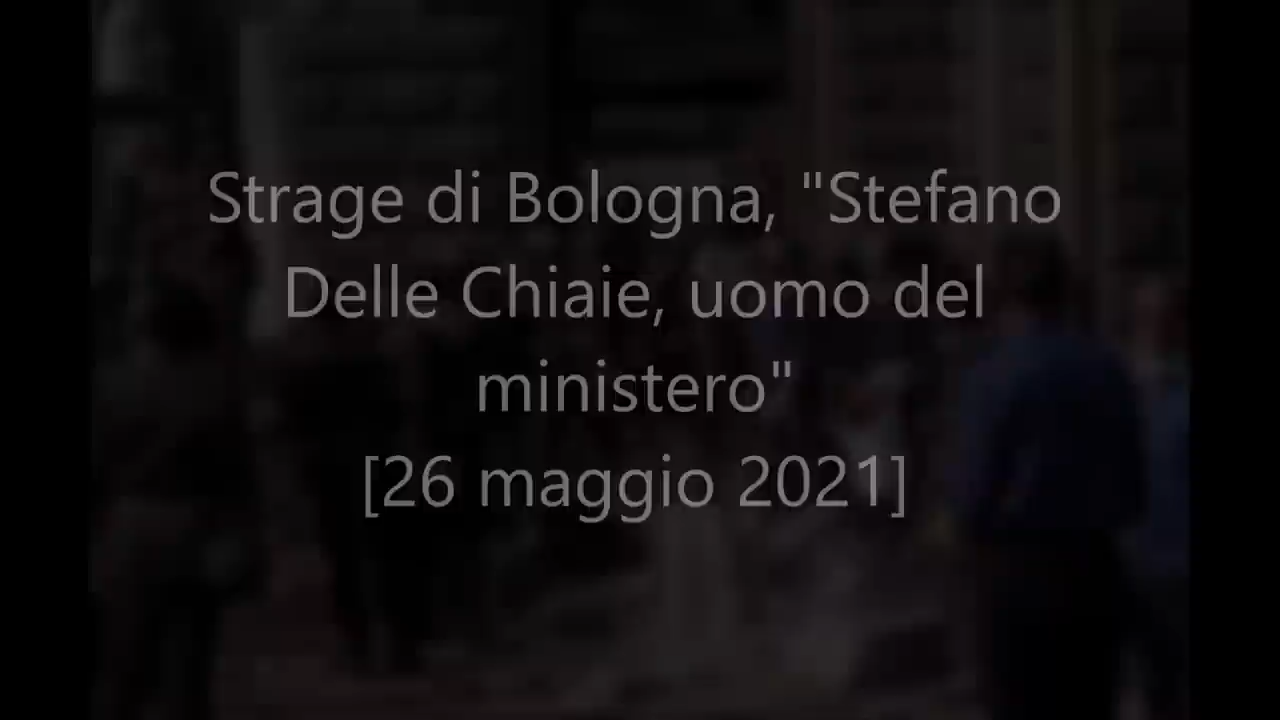 Strage di Bologna, "Stefano
Delle Chiaie, uomo del
ministero"
[26 maggio 2021]